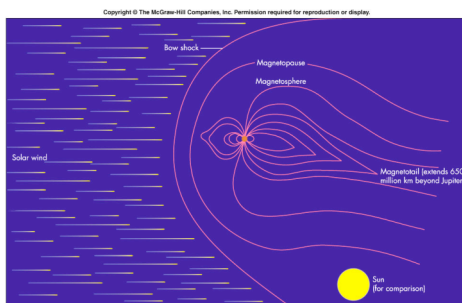 Copyright © The McGraw-Hill Companies, Inc. Permission required for reproduction or display.
Bow shock
Magnetopause
Magnetosphere
Solar wind
Magnetotail (extends 650
million km beyond Jupiter
Sun
(for comparison)